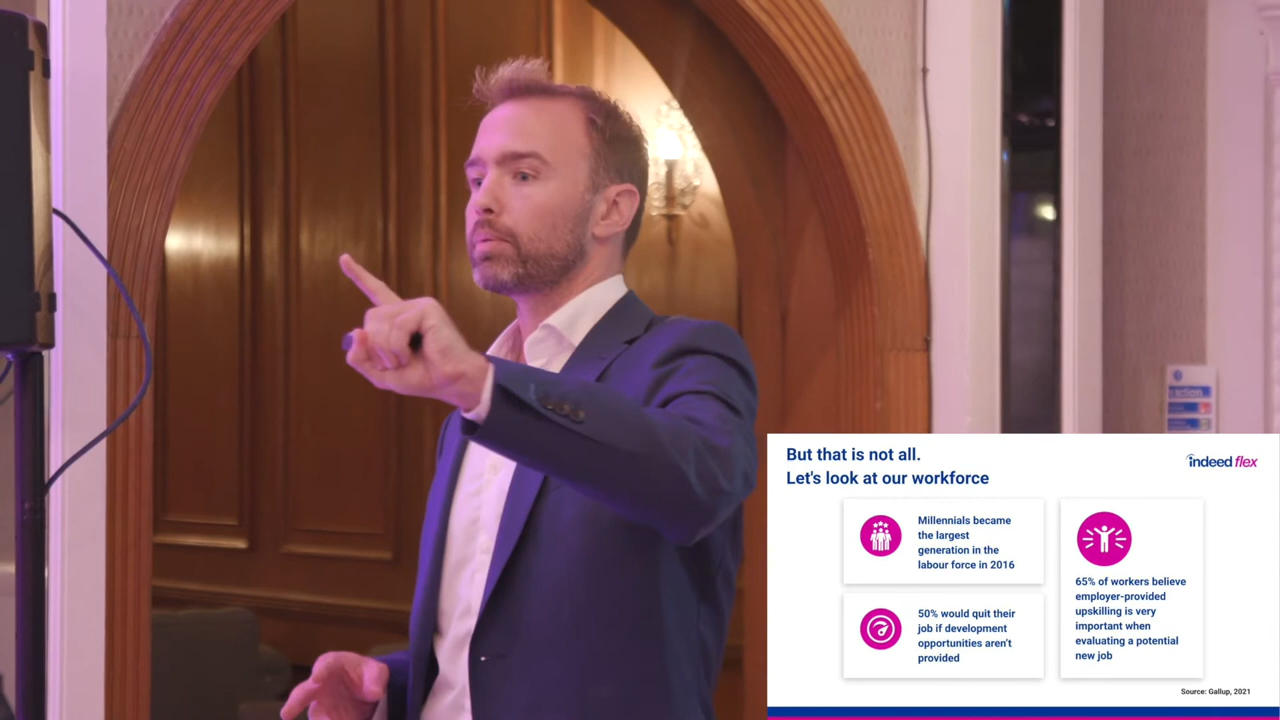 But that is not all.
Let's look at our workforce
indeed flex
Millennials became
the largest
generation in the
labour force in 2016
50% would quit their
job if development
opportunities aren't
provided
65% of workers believe
employer-provided
upskilling is very
important when
evaluating a potential
new job
Source: Gallup, 2021